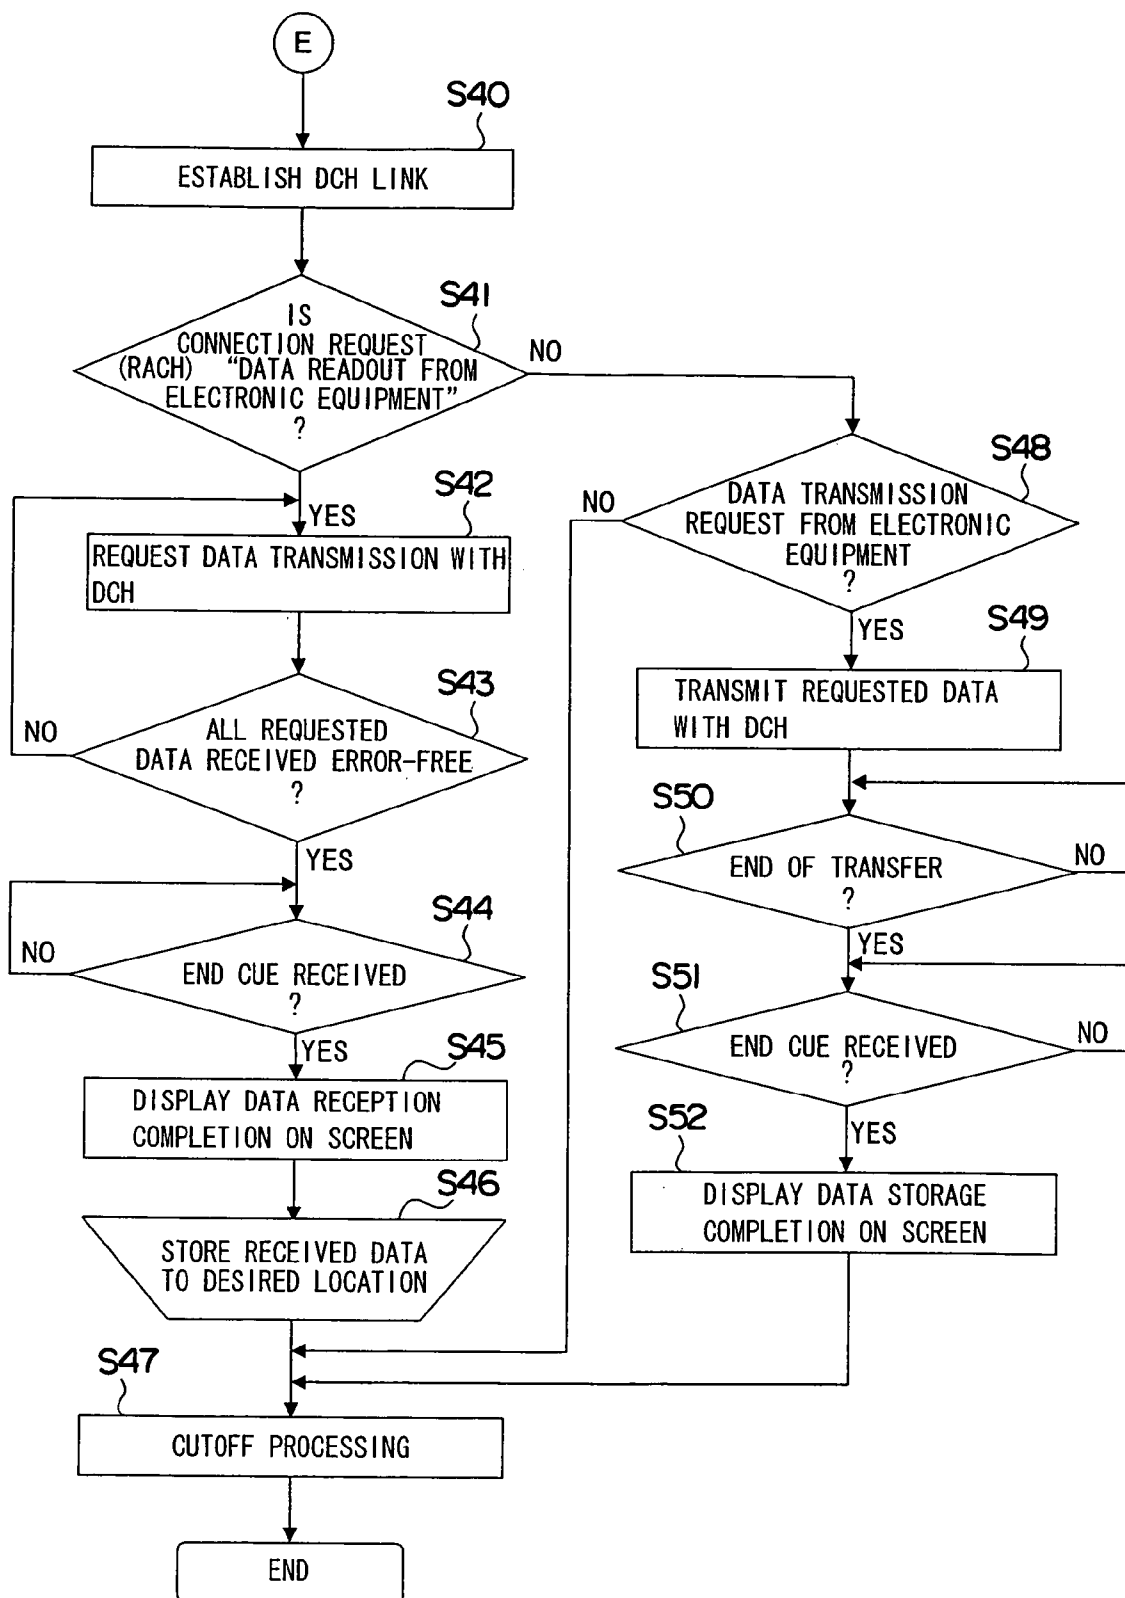 E
S40
ESTABLISH DCH LINK
S41
IS
CONNECTION REQUEST
(RACH) “DATA READOUT FROM
ELECTRONIC EQUIPMENT”
?
NO
YES
S42
REQUEST DATA TRANSMISSION WITH
DCH
S43
ALL REQUESTED
DATA RECEIVED ERROR-FREE
?
NO
YES
S44
END CUE RECEIVED
?
NO
YES
S45
DISPLAY DATA RECEPTION
COMPLETION ON SCREEN
S46
STORE RECEIVED DATA
TO DESIRED LOCATION
S47
CUTOFF PROCESSING
END
S48
DATA TRANSMISSION
REQUEST FROM ELECTRONIC
EQUIPMENT
?
NO
YES
S49
TRANSMIT REQUESTED DATA
WITH DCH
S50
END OF TRANSFER
?
NO
YES
S51
END CUE RECEIVED
?
NO
YES
S52
DISPLAY DATA STORAGE
COMPLETION ON SCREEN